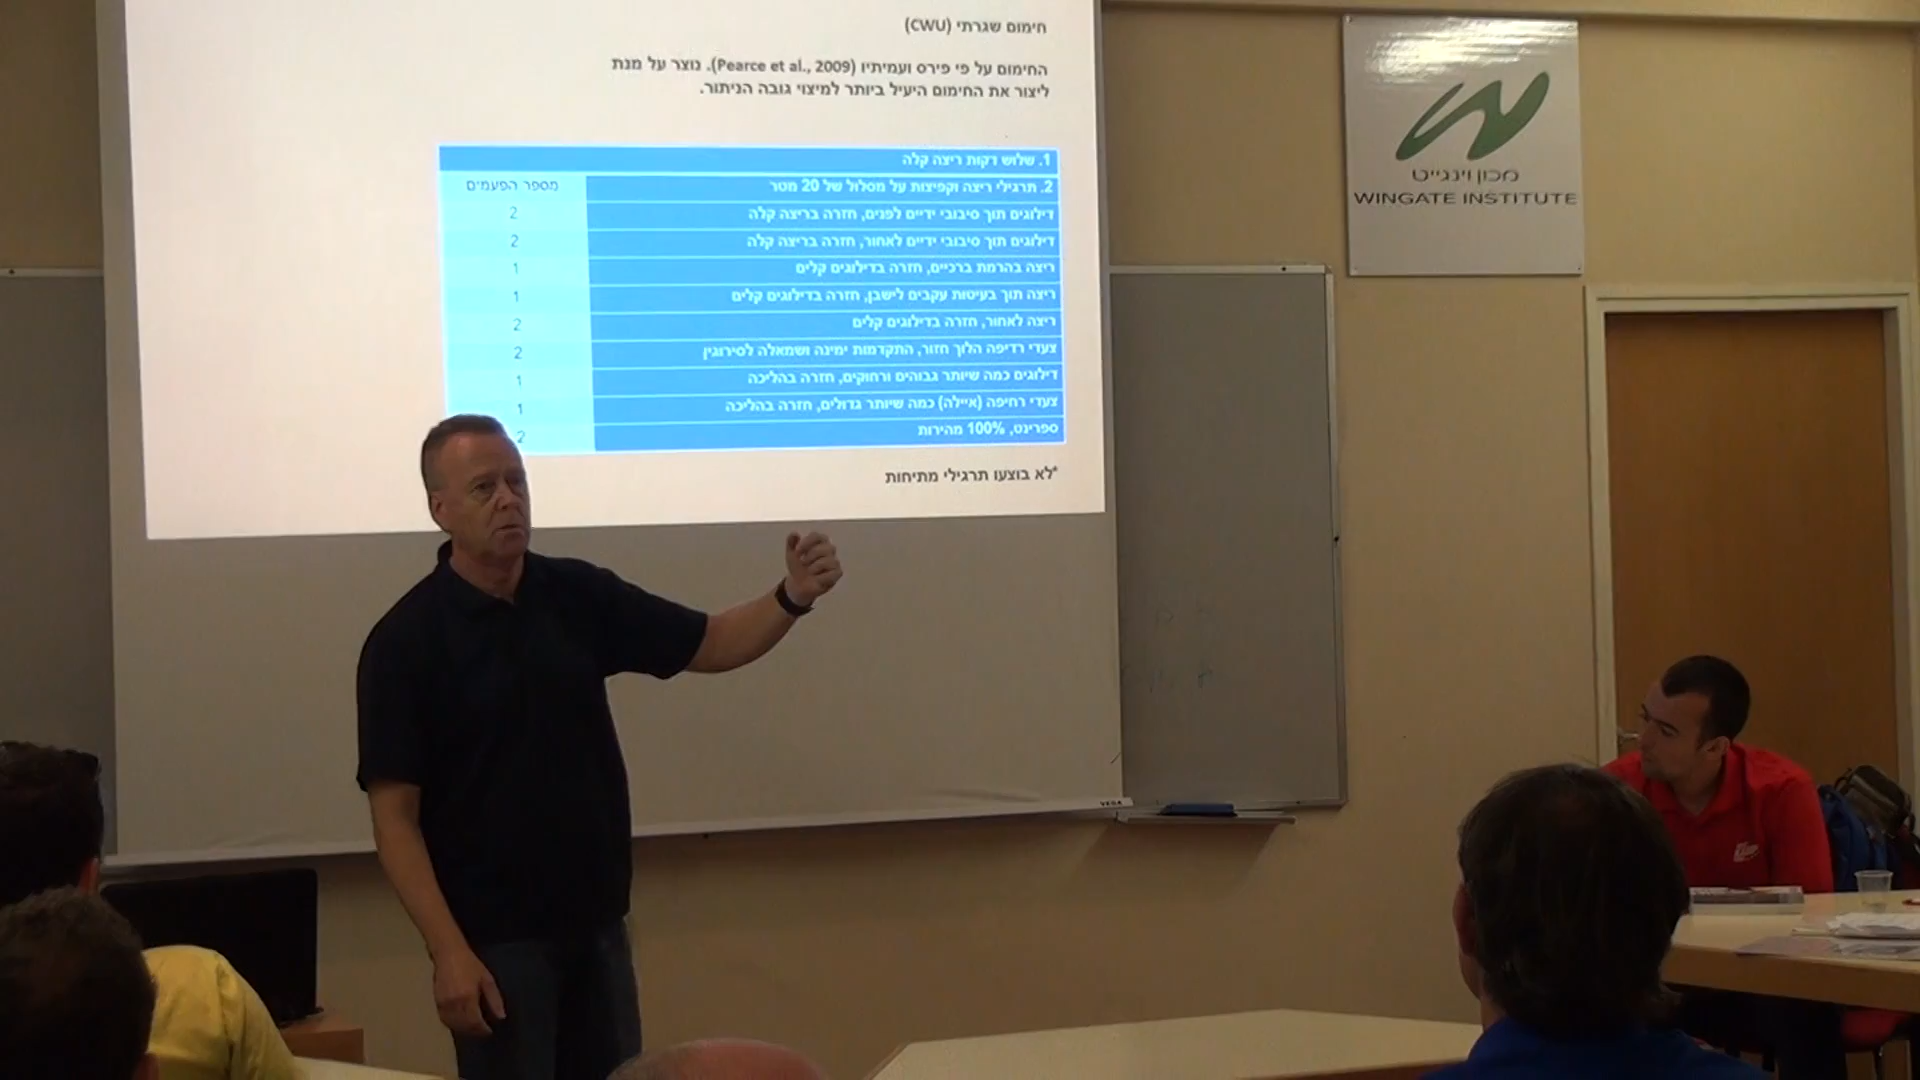 חימום שגרתי (CWU)
החימום על פי פירס ועמיתיו (Pearce et al., 2009). נוצר על מנת
ליצור את החימום היעיל ביותר למיצוי גובה הניתור.
1. שלוש דקות ריצה קלה
2. תרגילי ריצה וקפיצות על מסלול של 20 מטר מספר הפעמים
דילוגים תוך סיבובי ידיים לפנים, חזרה בריצה קלה 2
דילוגים תוך סיבובי ידיים לאחור, חזרה בריצה קלה 2
ריצה בהרמת ברכיים, חזרה בדילוגים קלים 1
ריצה תוך בעיטות עקבים לישבן, חזרה בדילוגים קלים 1
ריצה לאחור, חזרה בדילוגים קלים 2
צעדי רדיפה הלוך חזור, התקדמות ימינה ושמאלה לסירוגין 2
דילוגים כמה שיותר גבוהים ורחוקים, חזרה בהליכה 1
צעדי רחיפה (איילה) כמה שיותר גדולים, חזרה בהליכה 1
ספרינט, 100% מהירות 2
*לא בוצעו תרגילי מתיחות
מכון וינגייט
WINGATE INSTITUTE
VEGA